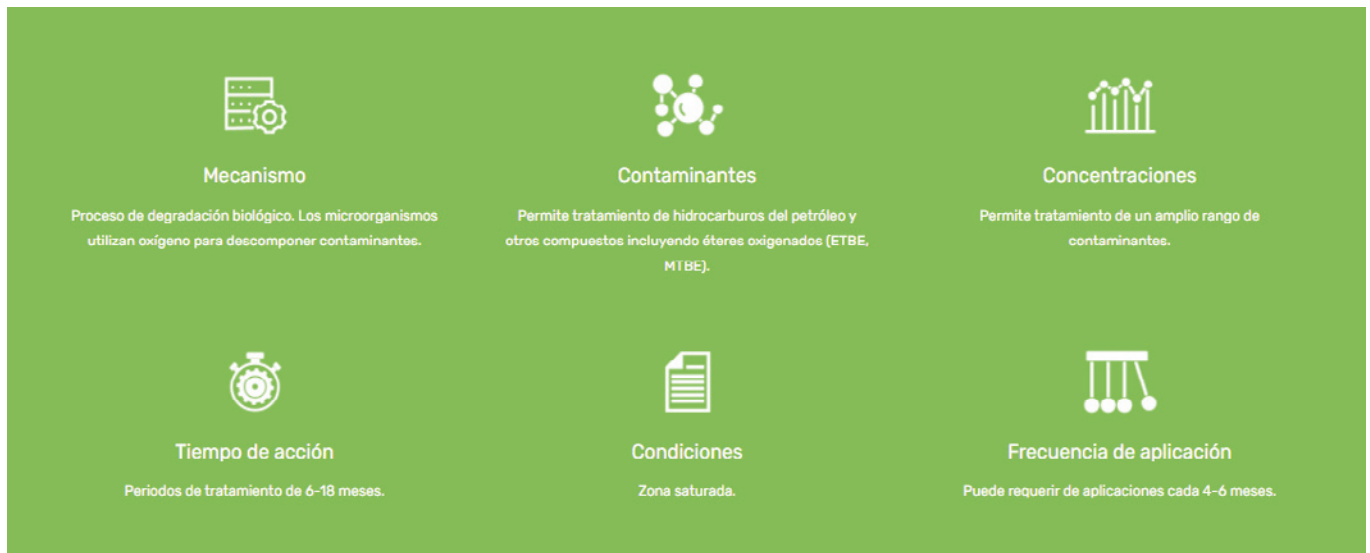 Mecanismo
Proceso de degradación biológico. Los microorganismos
utilizan oxígeno para descomponer contaminantes.
Contaminantes
Permite tratamiento de hidrocarburos del petróleo y
otros compuestos incluyendo éteres oxigenados (ETBE,
MTBE).
Concentraciones
Permite tratamiento de un amplio rango de
contaminantes.
Tiempo de acción
Periodos de tratamiento de 6-18 meses.
Condiciones
Zona saturada.
Frecuencia de aplicación
Puede requerir de aplicaciones cada 4-6 meses.